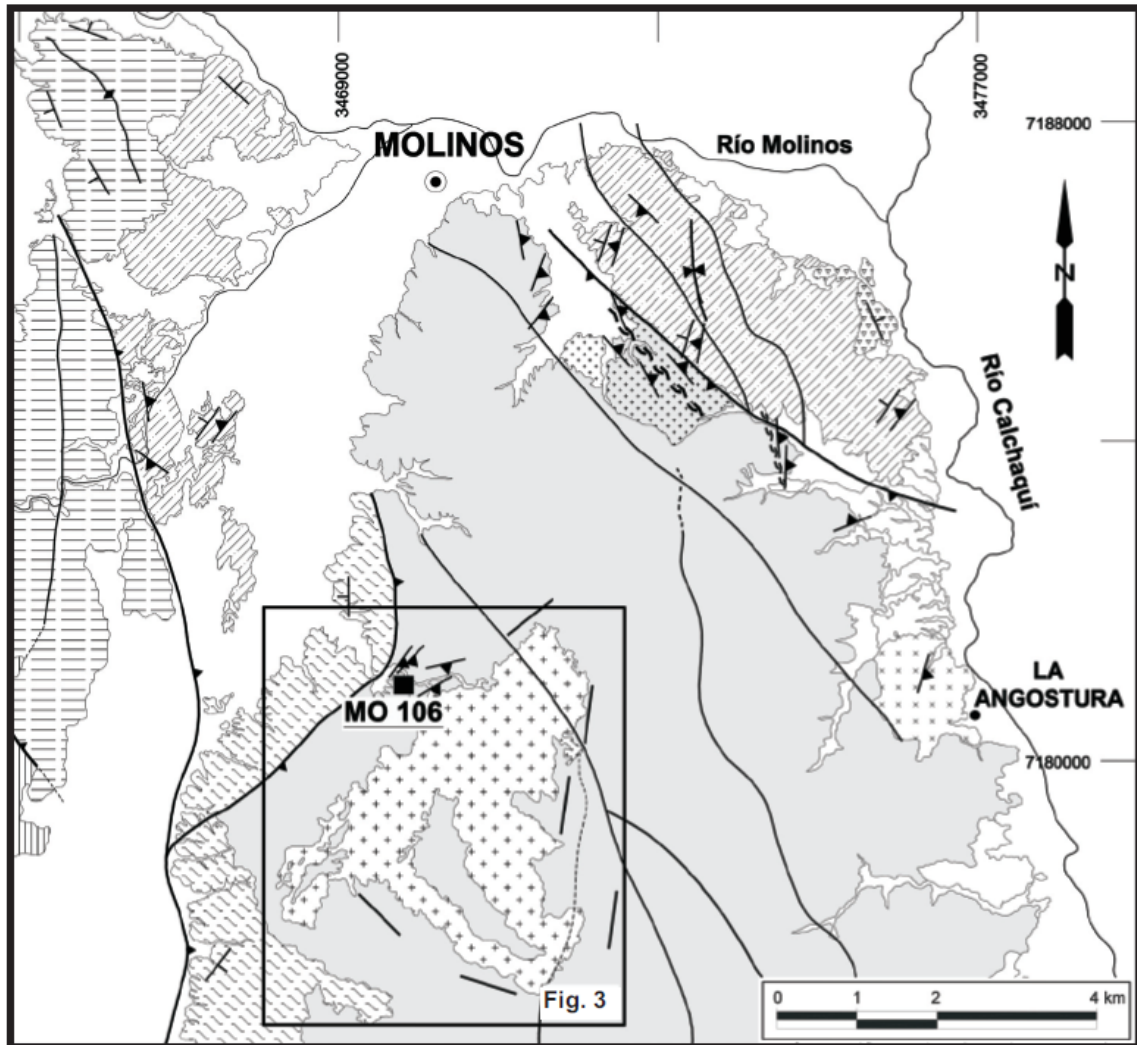 3469000
3477000
7188000
MOLINOS
Río Molinos
N
Río Calchaquí
LA
ANGOSTURA
MO 106
7180000
Fig. 3
0 1 2 4 km